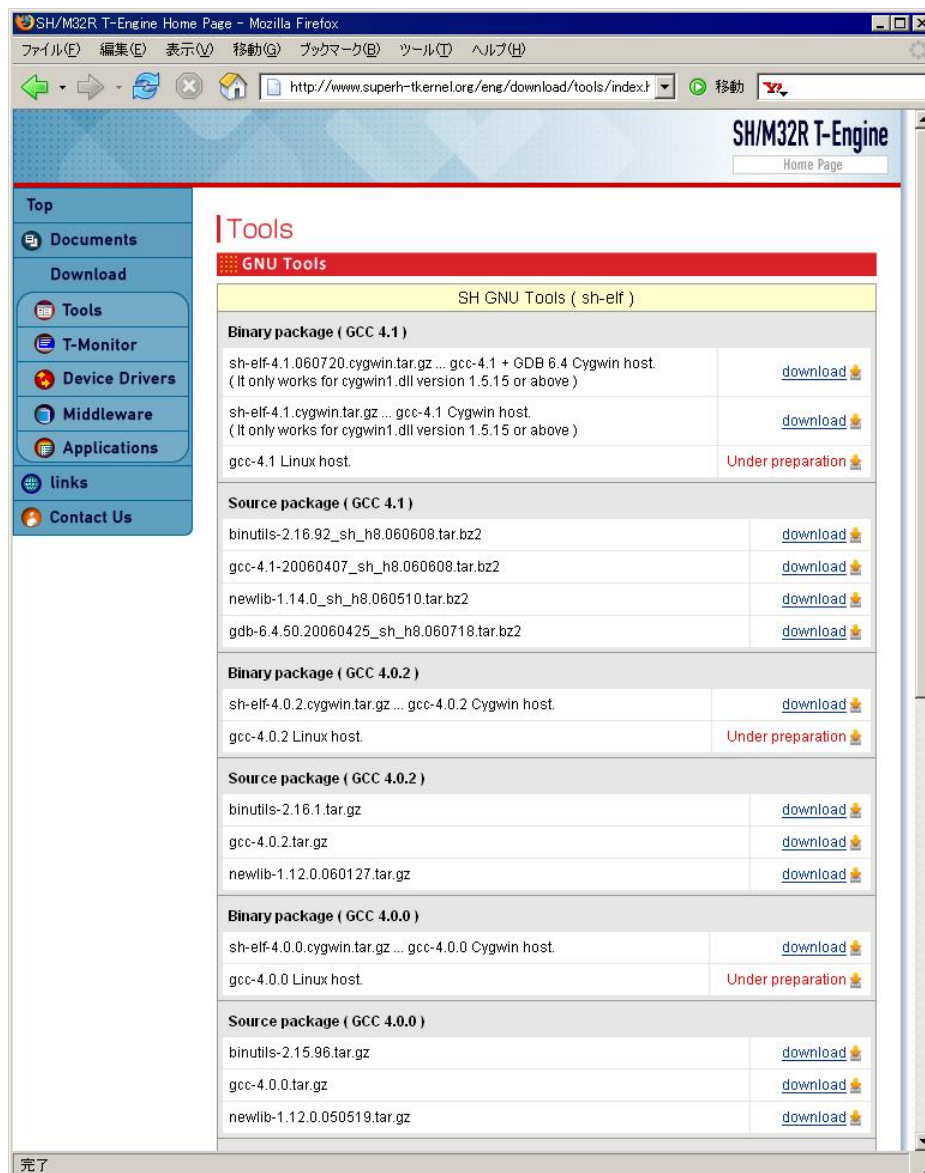 SH/M32R T-Engine Home Page - Mozilla Firefox
ファイル(F) 編集(E) 表示(V) 移動(G) ブックマーク(B) ツール(T) ヘルプ(H)
http://www.superh-tkernel.org/eng/download/tools/index.h 移動
SH/M32R T-Engine
Home Page
Top
Documents
Download
Tools
T-Monitor
Device Drivers
Middleware
Applications
links
Contact Us
Tools
GNU Tools
SH GNU Tools ( sh-elf )
Binary package ( GCC 4.1 )
sh-elf-4.1.060720.cygwin.tar.gz ... gcc-4.1 + GDB 6.4 Cygwin host.
( It only works for cygwin1.dll version 1.5.15 or above )
download
sh-elf-4.1.cygwin.tar.gz ... gcc-4.1 Cygwin host.
( It only works for cygwin1.dll version 1.5.15 or above )
download
gcc-4.1 Linux host. Under preparation
Source package ( GCC 4.1 )
binutils-2.16.92_sh_h8.060608.tar.bz2 download
gcc-4.1-20060407_sh_h8.060608.tar.bz2 download
newlib-1.14.0_sh_h8.060510.tar.bz2 download
gdb-6.4.50.20060425_sh_h8.060718.tar.bz2 download
Binary package ( GCC 4.0.2 )
sh-elf-4.0.2.cygwin.tar.gz ... gcc-4.0.2 Cygwin host. download
gcc-4.0.2 Linux host. Under preparation
Source package ( GCC 4.0.2 )
binutils-2.16.1.tar.gz download
gcc-4.0.2.tar.gz download
newlib-1.12.0.060127.tar.gz download
Binary package ( GCC 4.0.0 )
sh-elf-4.0.0.cygwin.tar.gz ... gcc-4.0.0 Cygwin host. download
gcc-4.0.0 Linux host. Under preparation
Source package ( GCC 4.0.0 )
binutils-2.15.96.tar.gz download
gcc-4.0.0.tar.gz download
newlib-1.12.0.050519.tar.gz download
完了